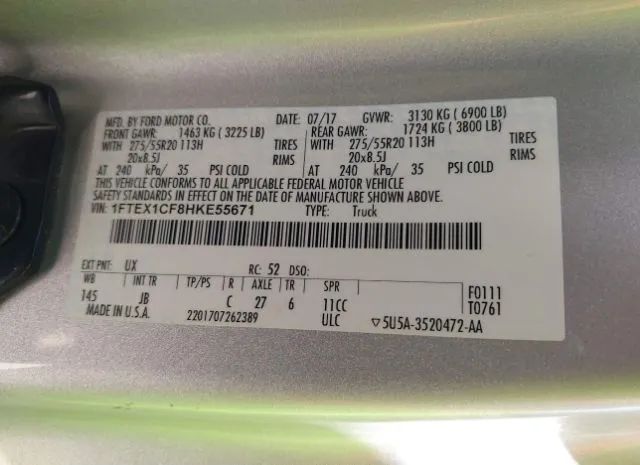 MFD. BY FORD MOTOR CO. DATE: 07/17 GVWR: 3130 KG ( 6900 LB)
FRONT GAWR: 1463 KG ( 3225 LB) REAR GAWR: 1724 KG ( 3800 LB)
WITH 275/55R20 113H TIRES WITH 275/55R20 113H TIRES
20x8.5J RIMS 20x8.5J RIMS
AT 240 kPa/ 35 PSI COLD AT 240 kPa/ 35 PSI COLD
THIS VEHICLE CONFORMS TO ALL APPLICABLE FEDERAL MOTOR VEHICLE
SAFETY STANDARDS IN EFFECT ON THE DATE OF MANUFACTURE SHOWN ABOVE.
VIN: 1FTEX1CF8HKE55671 TYPE: Truck
EXT PNT: UX RC: 52 DSO:
WB INT TR TP/PS R AXLE TR SPR F0111
145 JB C 27 6 11CC T0761
MADE IN U.S.A. 2201707262389 ULC ▽5U5A-3520472-AA